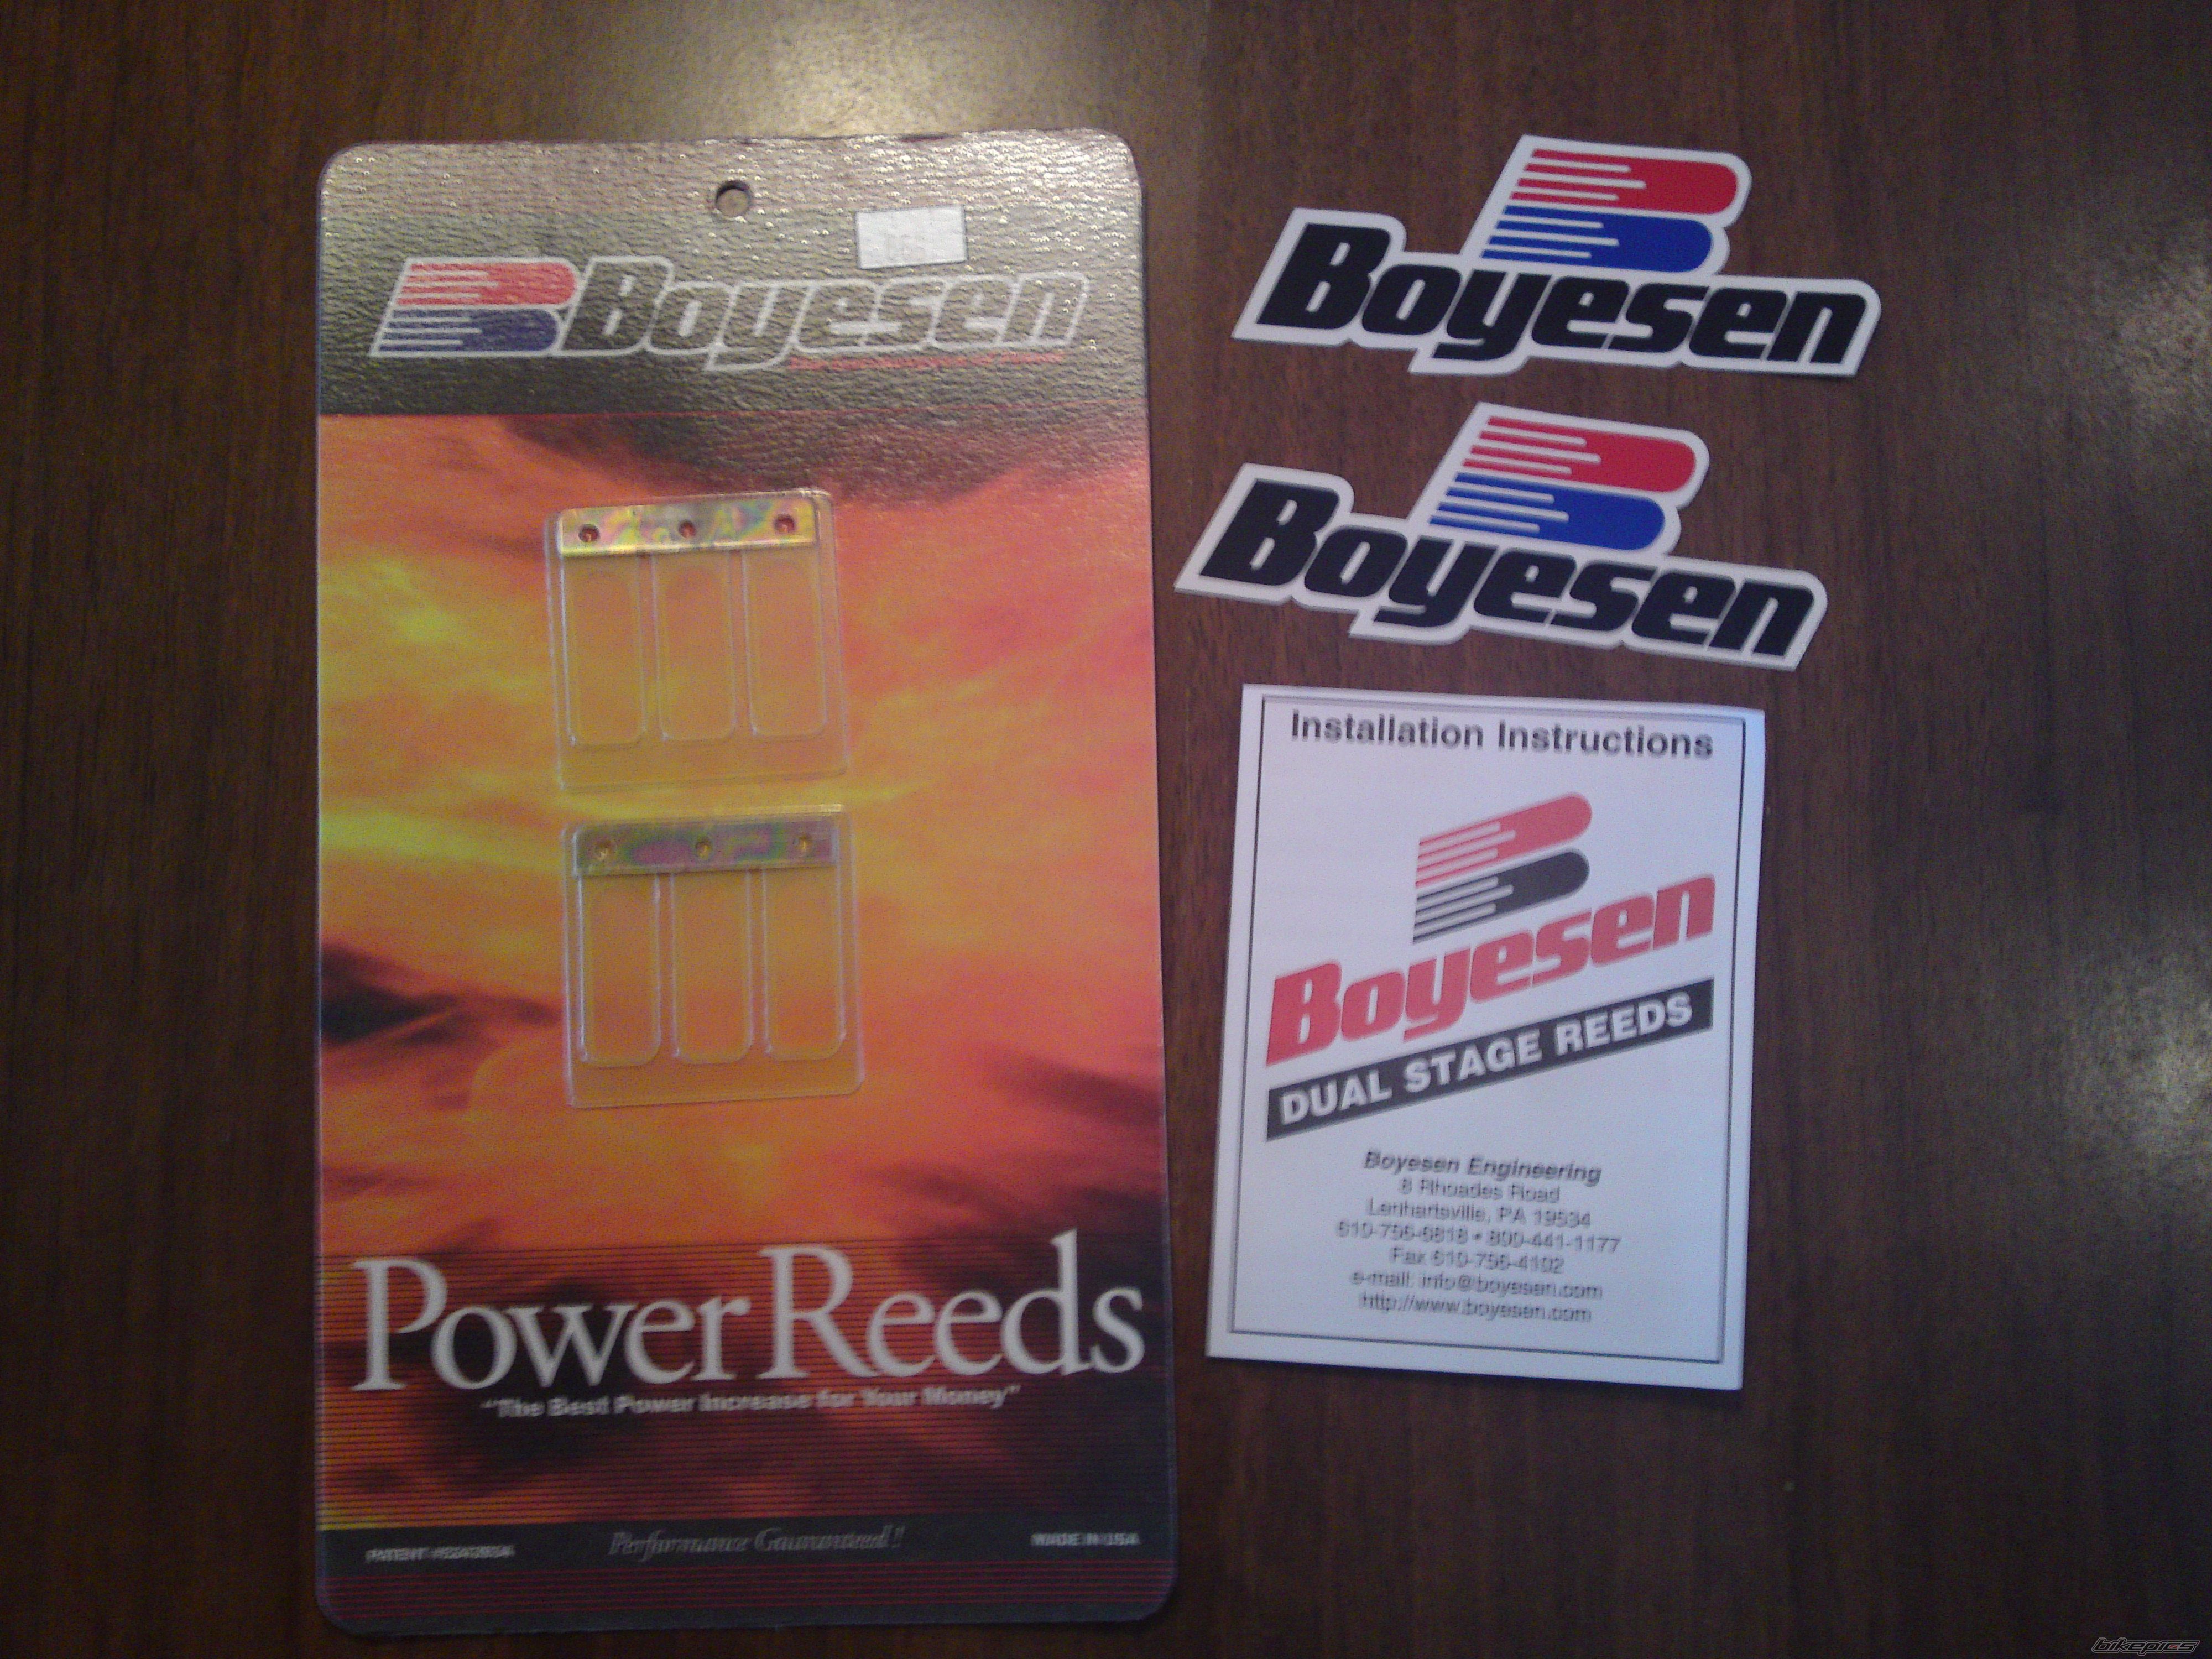 Boyesen
Power Reeds
"The Best Power Increase for Your Money"
Performance Guaranteed!
MADE IN USA
Boyesen
Boyesen
Installation Instructions
Boyesen
DUAL STAGE REEDS
Boyesen Engineering
8 Rhoades Road
Lenhartsville, PA 19534
610-756-6818 • 800-441-1177
Fax 610-756-4102
e-mail: info@boyesen.com
http://www.boyesen.com
bikepics